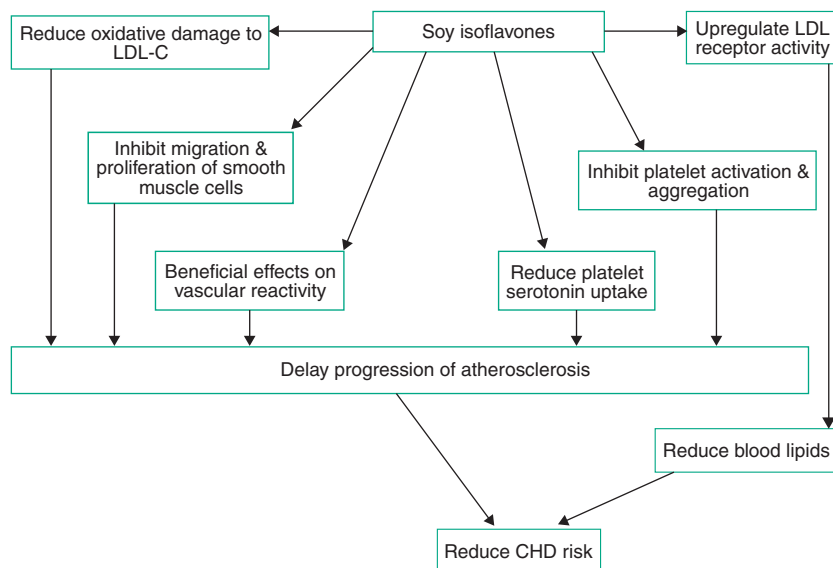 Reduce oxidative damage to
LDL-C
Soy isoflavones
Upregulate LDL
receptor activity
Inhibit migration &
proliferation of smooth
muscle cells
Inhibit platelet activation &
aggregation
Beneficial effects on
vascular reactivity
Reduce platelet
serotonin uptake
Delay progression of atherosclerosis
Reduce blood lipids
Reduce CHD risk